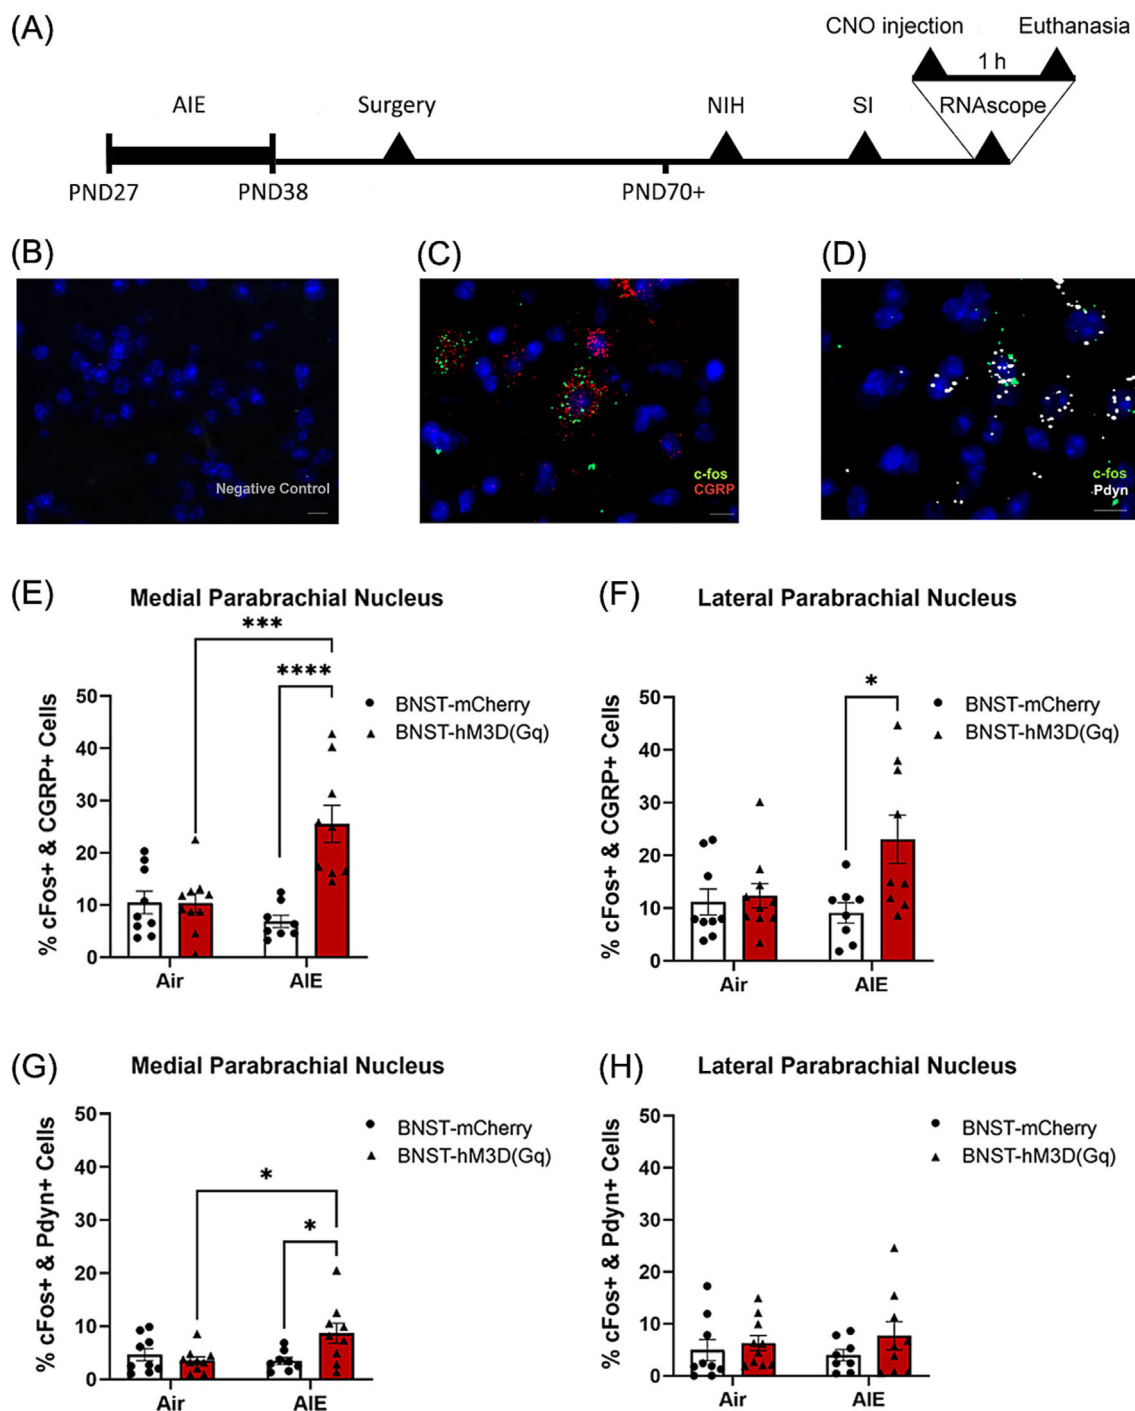 (A)
CNO injection
Euthanasia
1 h
AIE
Surgery
NIH
SI
RNAscope
PND27
PND38
PND70+
(B)
(C)
(D)
Negative Control
c-fos
CGRP
c-fos
Pdyn
(E)
Medial Parabrachial Nucleus
***
****
% cFos+ & CGRP+ Cells
50
40
30
20
10
0
BNST-mCherry
BNST-hM3D(Gq)
Air
AIE
(F)
Lateral Parabrachial Nucleus
*
% cFos+ & CGRP+ Cells
50
40
30
20
10
0
BNST-mCherry
BNST-hM3D(Gq)
Air
AIE
(G)
Medial Parabrachial Nucleus
*
*
% cFos+ & Pdyn+ Cells
50
40
30
20
10
0
BNST-mCherry
BNST-hM3D(Gq)
Air
AIE
(H)
Lateral Parabrachial Nucleus
% cFos+ & Pdyn+ Cells
50
40
30
20
10
0
BNST-mCherry
BNST-hM3D(Gq)
Air
AIE